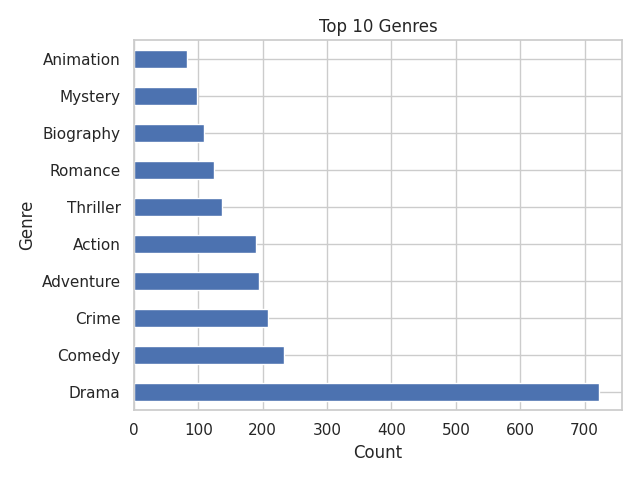 Top 10 Genres
Animation
Mystery
Biography
Romance
Thriller
Action
Adventure
Crime
Comedy
Drama
Genre
0 100 200 300 400 500 600 700
Count